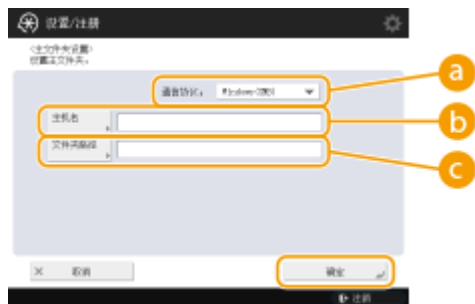 设置/注册
<主文件夹设置>
设置主文件夹。
通信协议:
Windows (SMB)
a
主机名
b
文件夹路径
c
取消
确定
注销